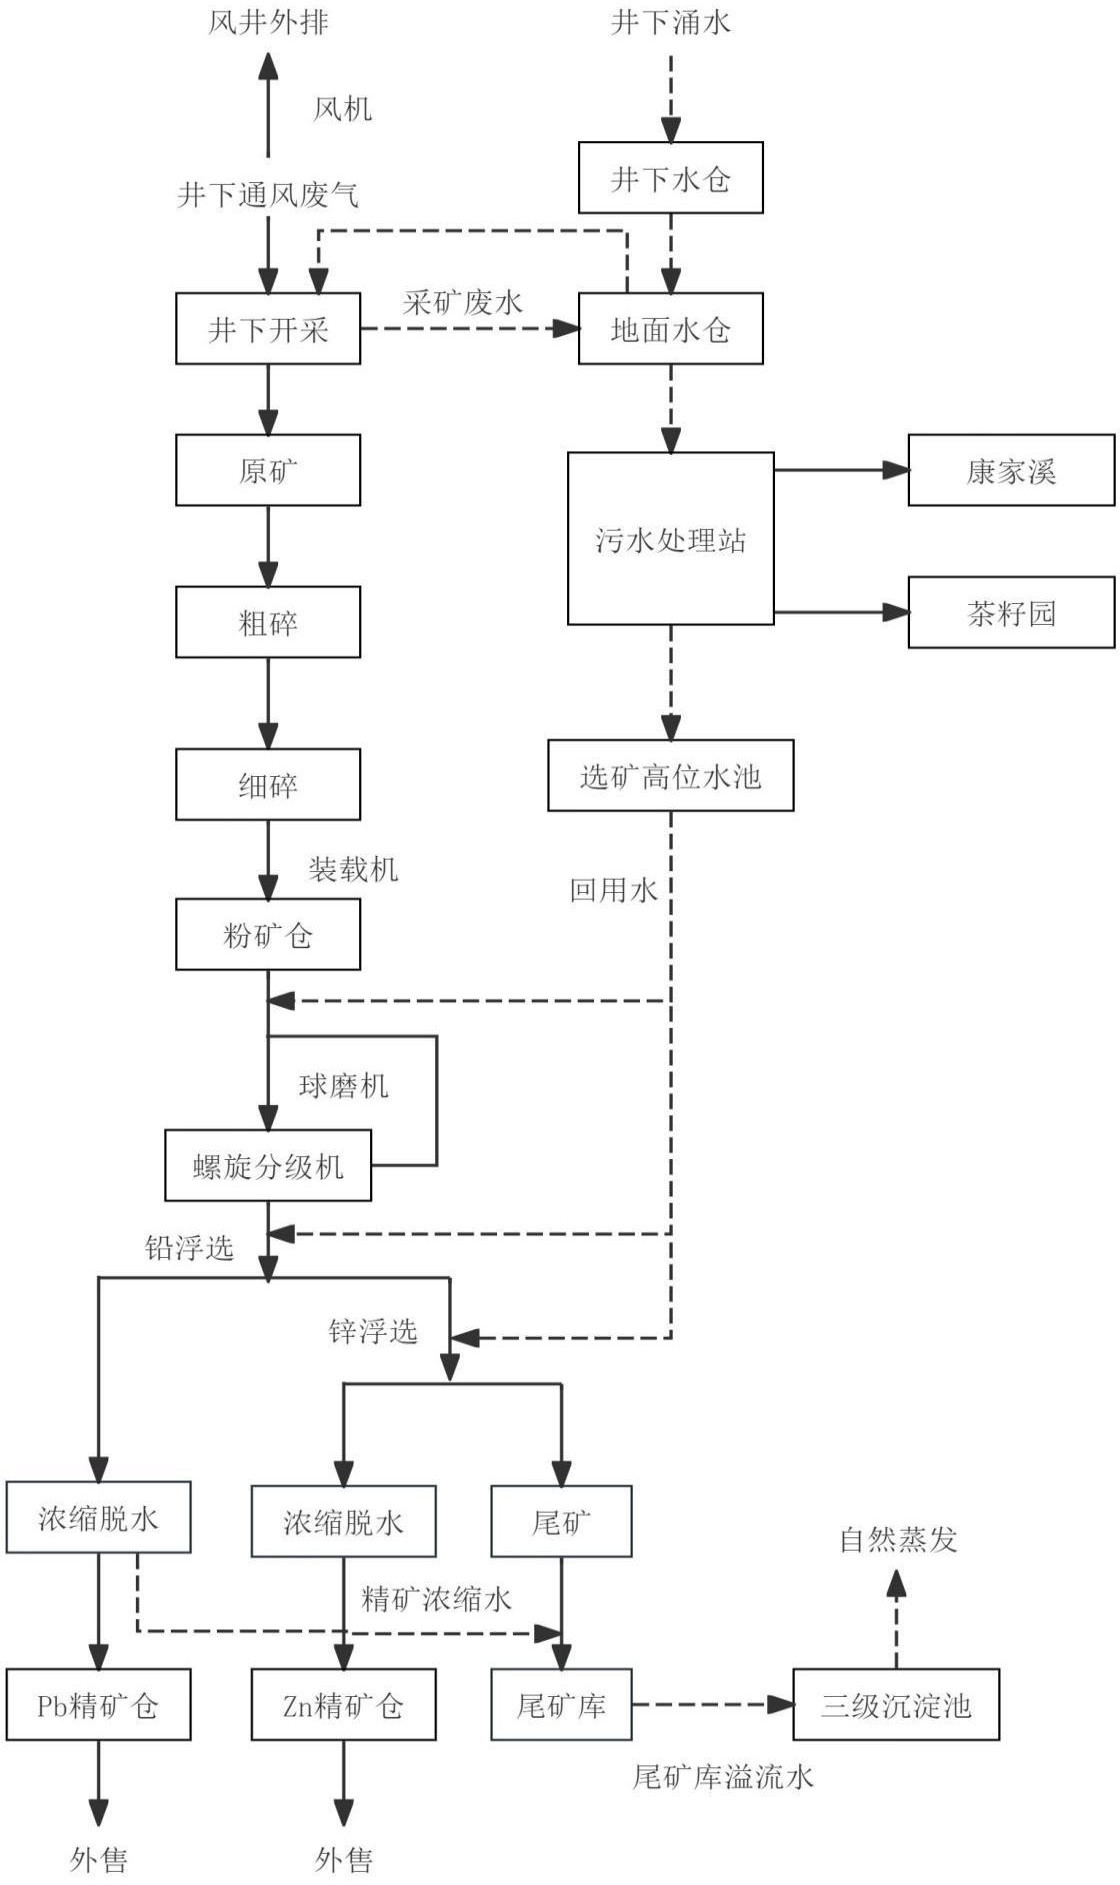 风井外排
井下涌水
风机
井下水仓
井下通风废气
采矿废水
井下开采
地面水仓
原矿
康家溪
污水处理站
粗碎
茶籽园
细碎
选矿高位水池
装载机
回用水
粉矿仓
球磨机
螺旋分级机
铅浮选
锌浮选
浓缩脱水
浓缩脱水
尾矿
自然蒸发
精矿浓缩水
Pb精矿仓
Zn精矿仓
尾矿库
三级沉淀池
尾矿库溢流水
外售
外售